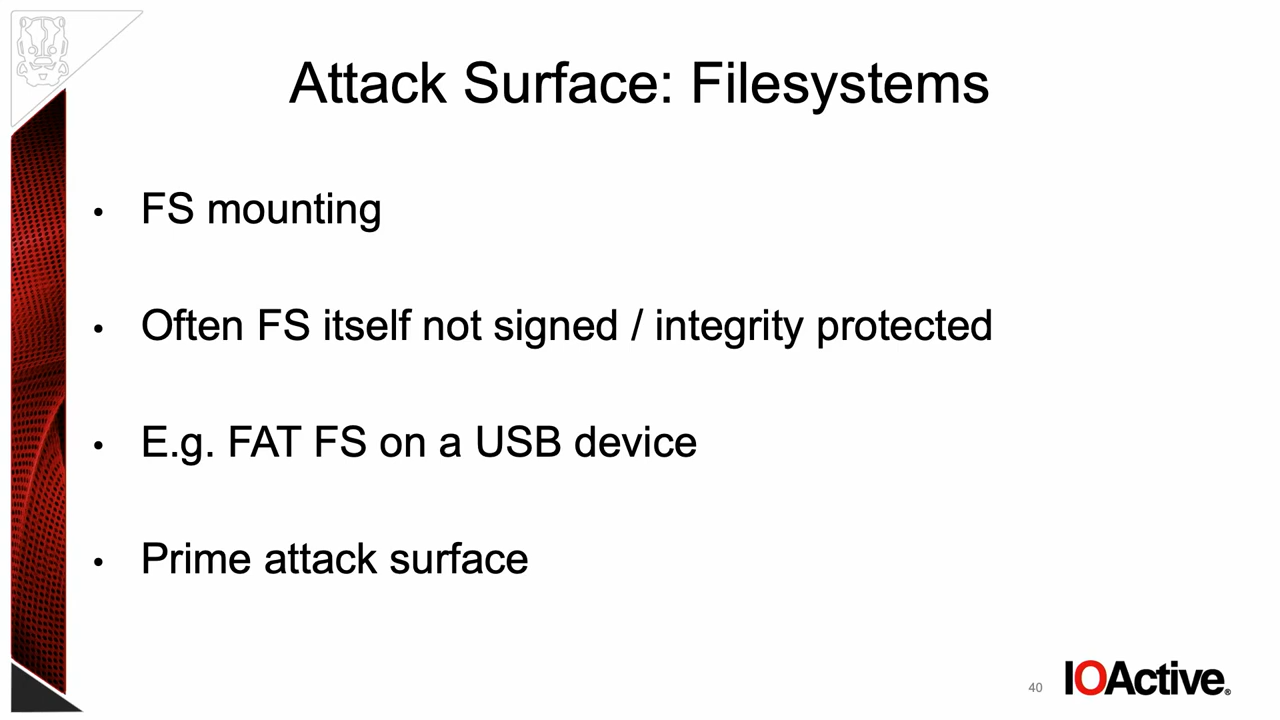 Attack Surface: Filesystems
• FS mounting
• Often FS itself not signed / integrity protected
• E.g. FAT FS on a USB device
• Prime attack surface
40
IOActive®